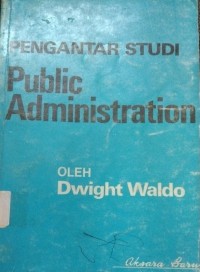 PENGANTAR STUDI
Public
Administration
OLEH
Dwight Waldo
Aksara Baru